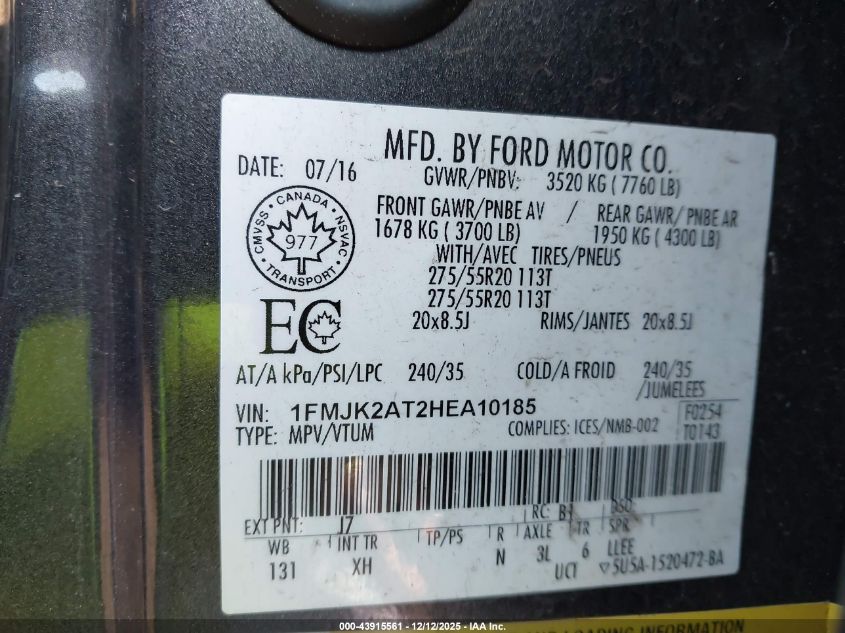 MFD. BY FORD MOTOR CO.
DATE: 07/16 GVWR/PNBV: 3520 KG ( 7760 LB)
FRONT GAWR/PNBE AV / REAR GAWR/ PNBE AR
1678 KG ( 3700 LB) 1950 KG ( 4300 LB)
CANADA
CMVSS NSVAC
977
TRANSPORT
WITH/AVEC TIRES/PNEUS
275/55R20 113T
275/55R20 113T
EC
20x8.5J RIMS/JANTES 20x8.5J
AT/A kPa/PSI/LPC 240/35 COLD/A FROID 240/35
/JUMELEES
VIN: 1FMJK2AT2HEA10185 F0254
TYPE: MPV/VTUM COMPLIES: ICES/NMB-002 T0143
EXT PNT: J7 RC: DSO:
WB INT TR TP/PS R AXLE TR SPR
131 XH N 3L 6 LLEE
UCT ▽5U5A-1520472-BA
LOADING INFORMATION
000-43915561 - 12/12/2025 - IAA Inc.